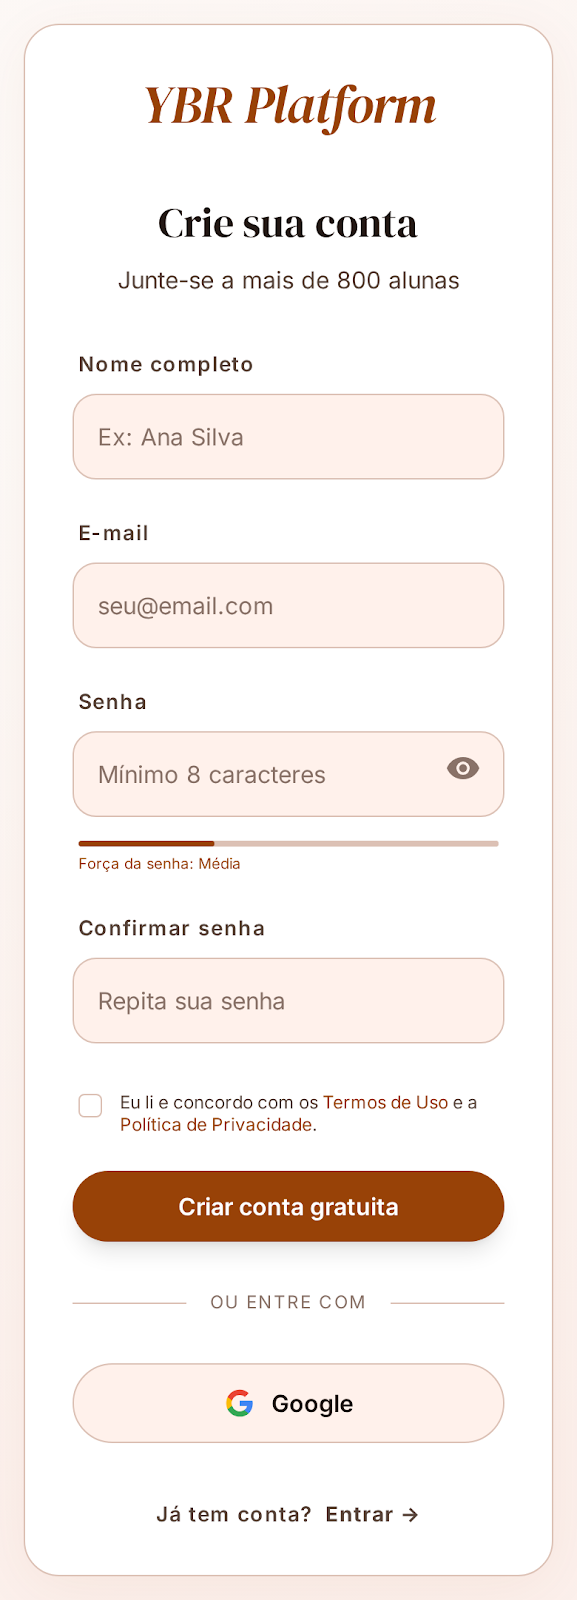 YBR Platform
Crie sua conta
Junte-se a mais de 800 alunas
Nome completo
Ex: Ana Silva
E-mail
seu@email.com
Senha
Mínimo 8 caracteres
Força da senha: Média
Confirmar senha
Repita sua senha
Eu li e concordo com os Termos de Uso e a
Política de Privacidade.
Criar conta gratuita
OU ENTRE COM
Google
Já tem conta? Entrar →